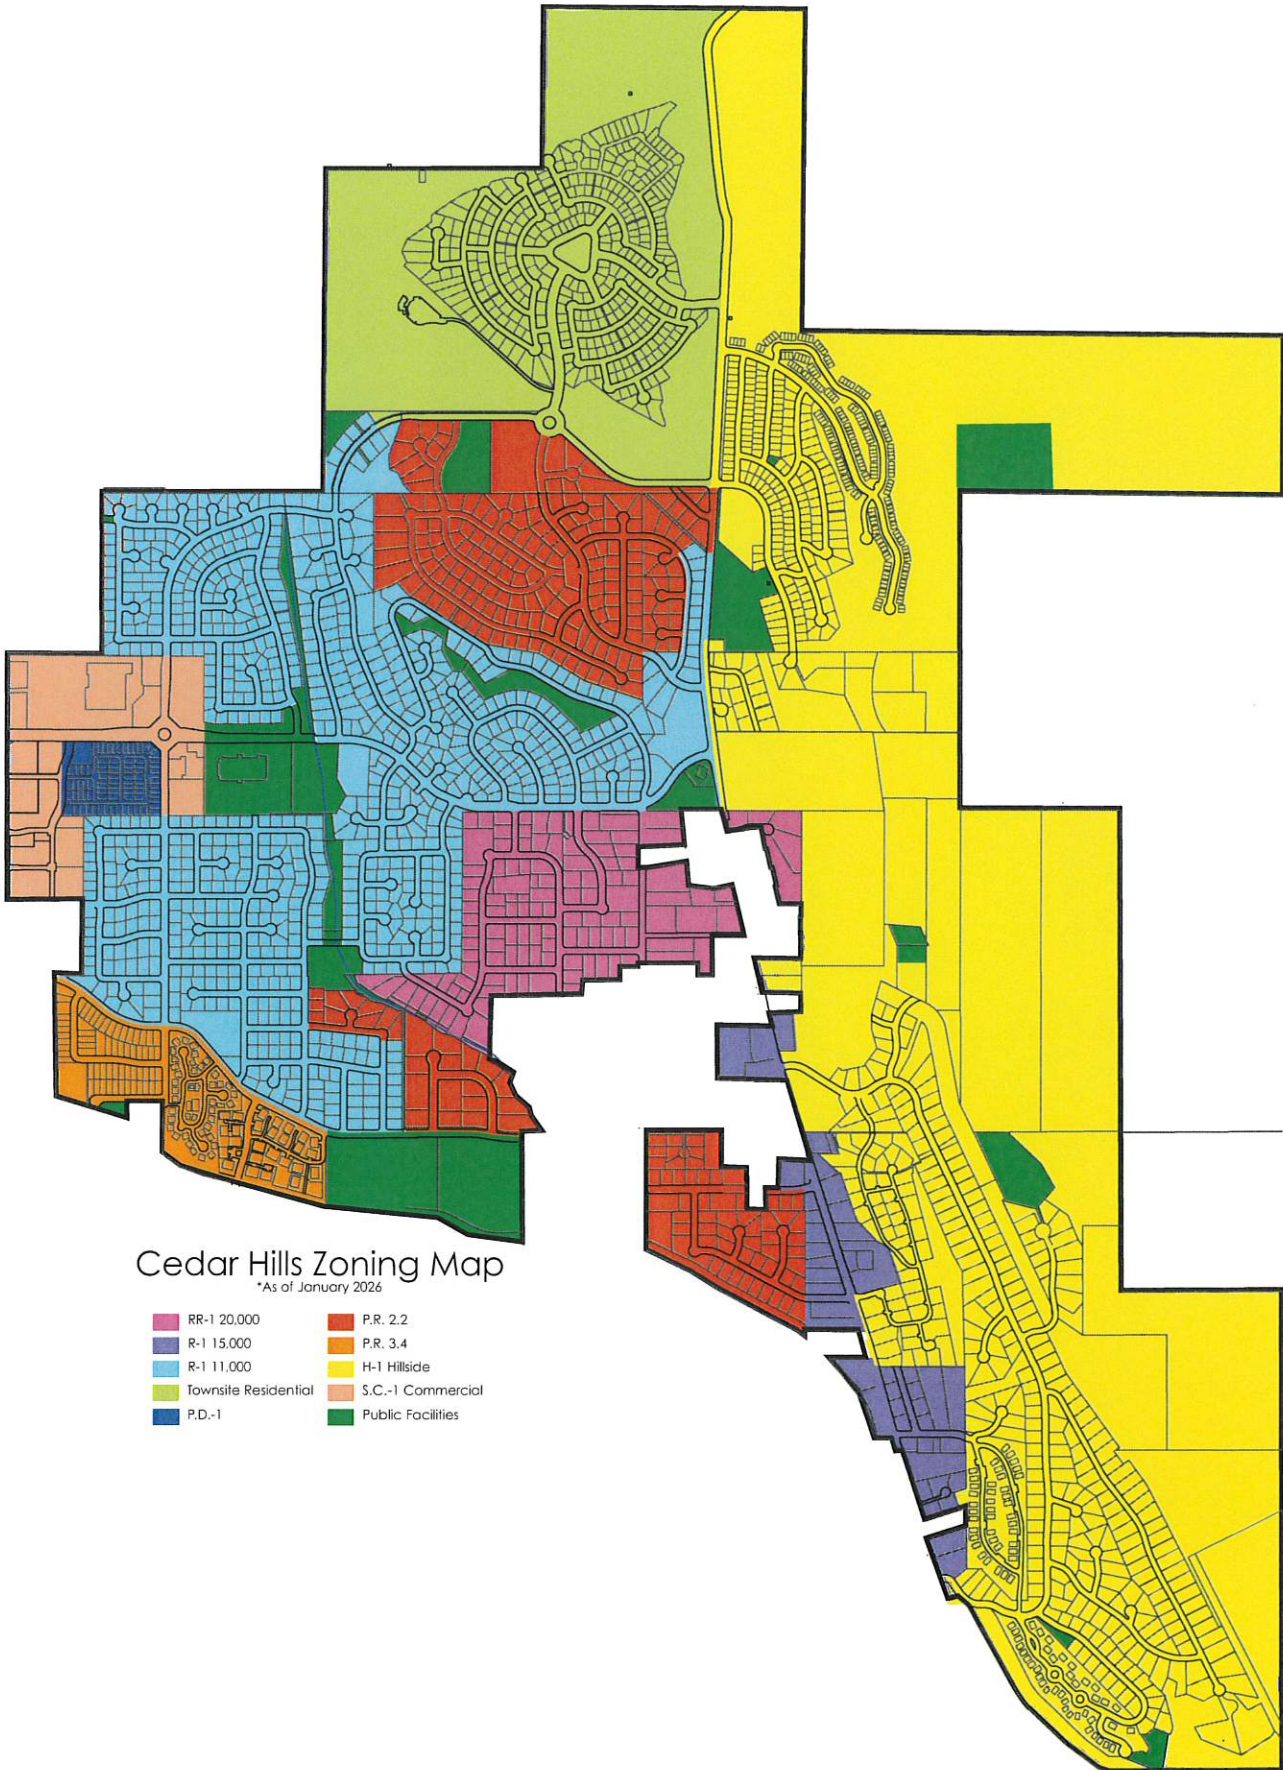 Cedar Hills Zoning Map
*As of January 2026
RR-1 20,000
R-1 15,000
R-1 11,000
Townsite Residential
P.D.-1
P.R. 2.2
P.R. 3.4
H-1 Hillside
S.C.-1 Commercial
Public Facilities